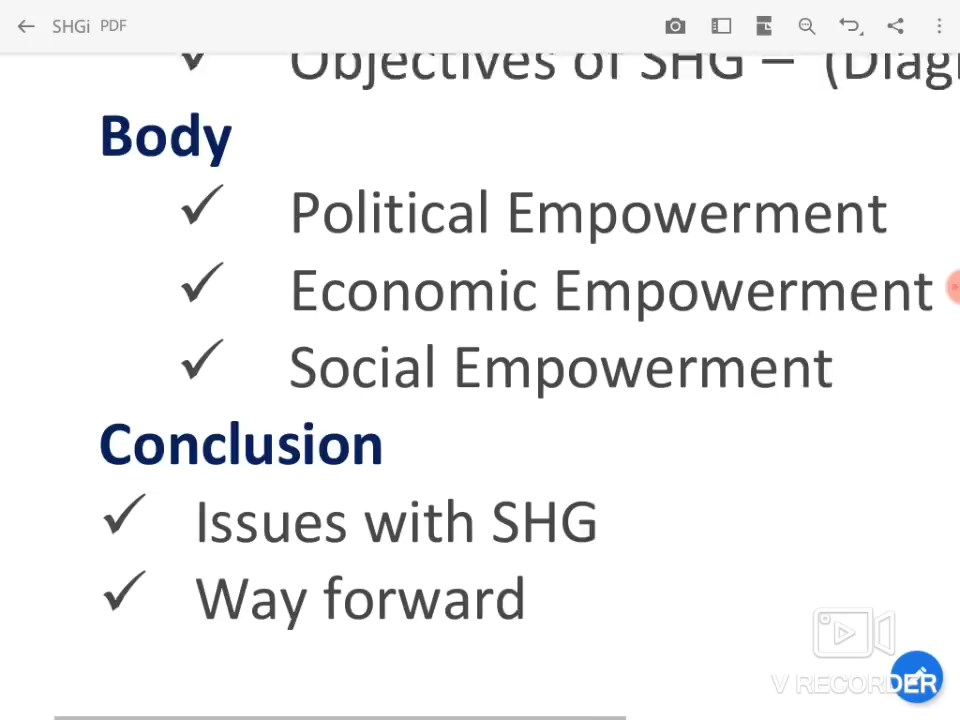 SHGi PDF
Objectives of SHG – (Diag
Body
✓ Political Empowerment
✓ Economic Empowerment
✓ Social Empowerment
Conclusion
✓ Issues with SHG
✓ Way forward
V RECORDER